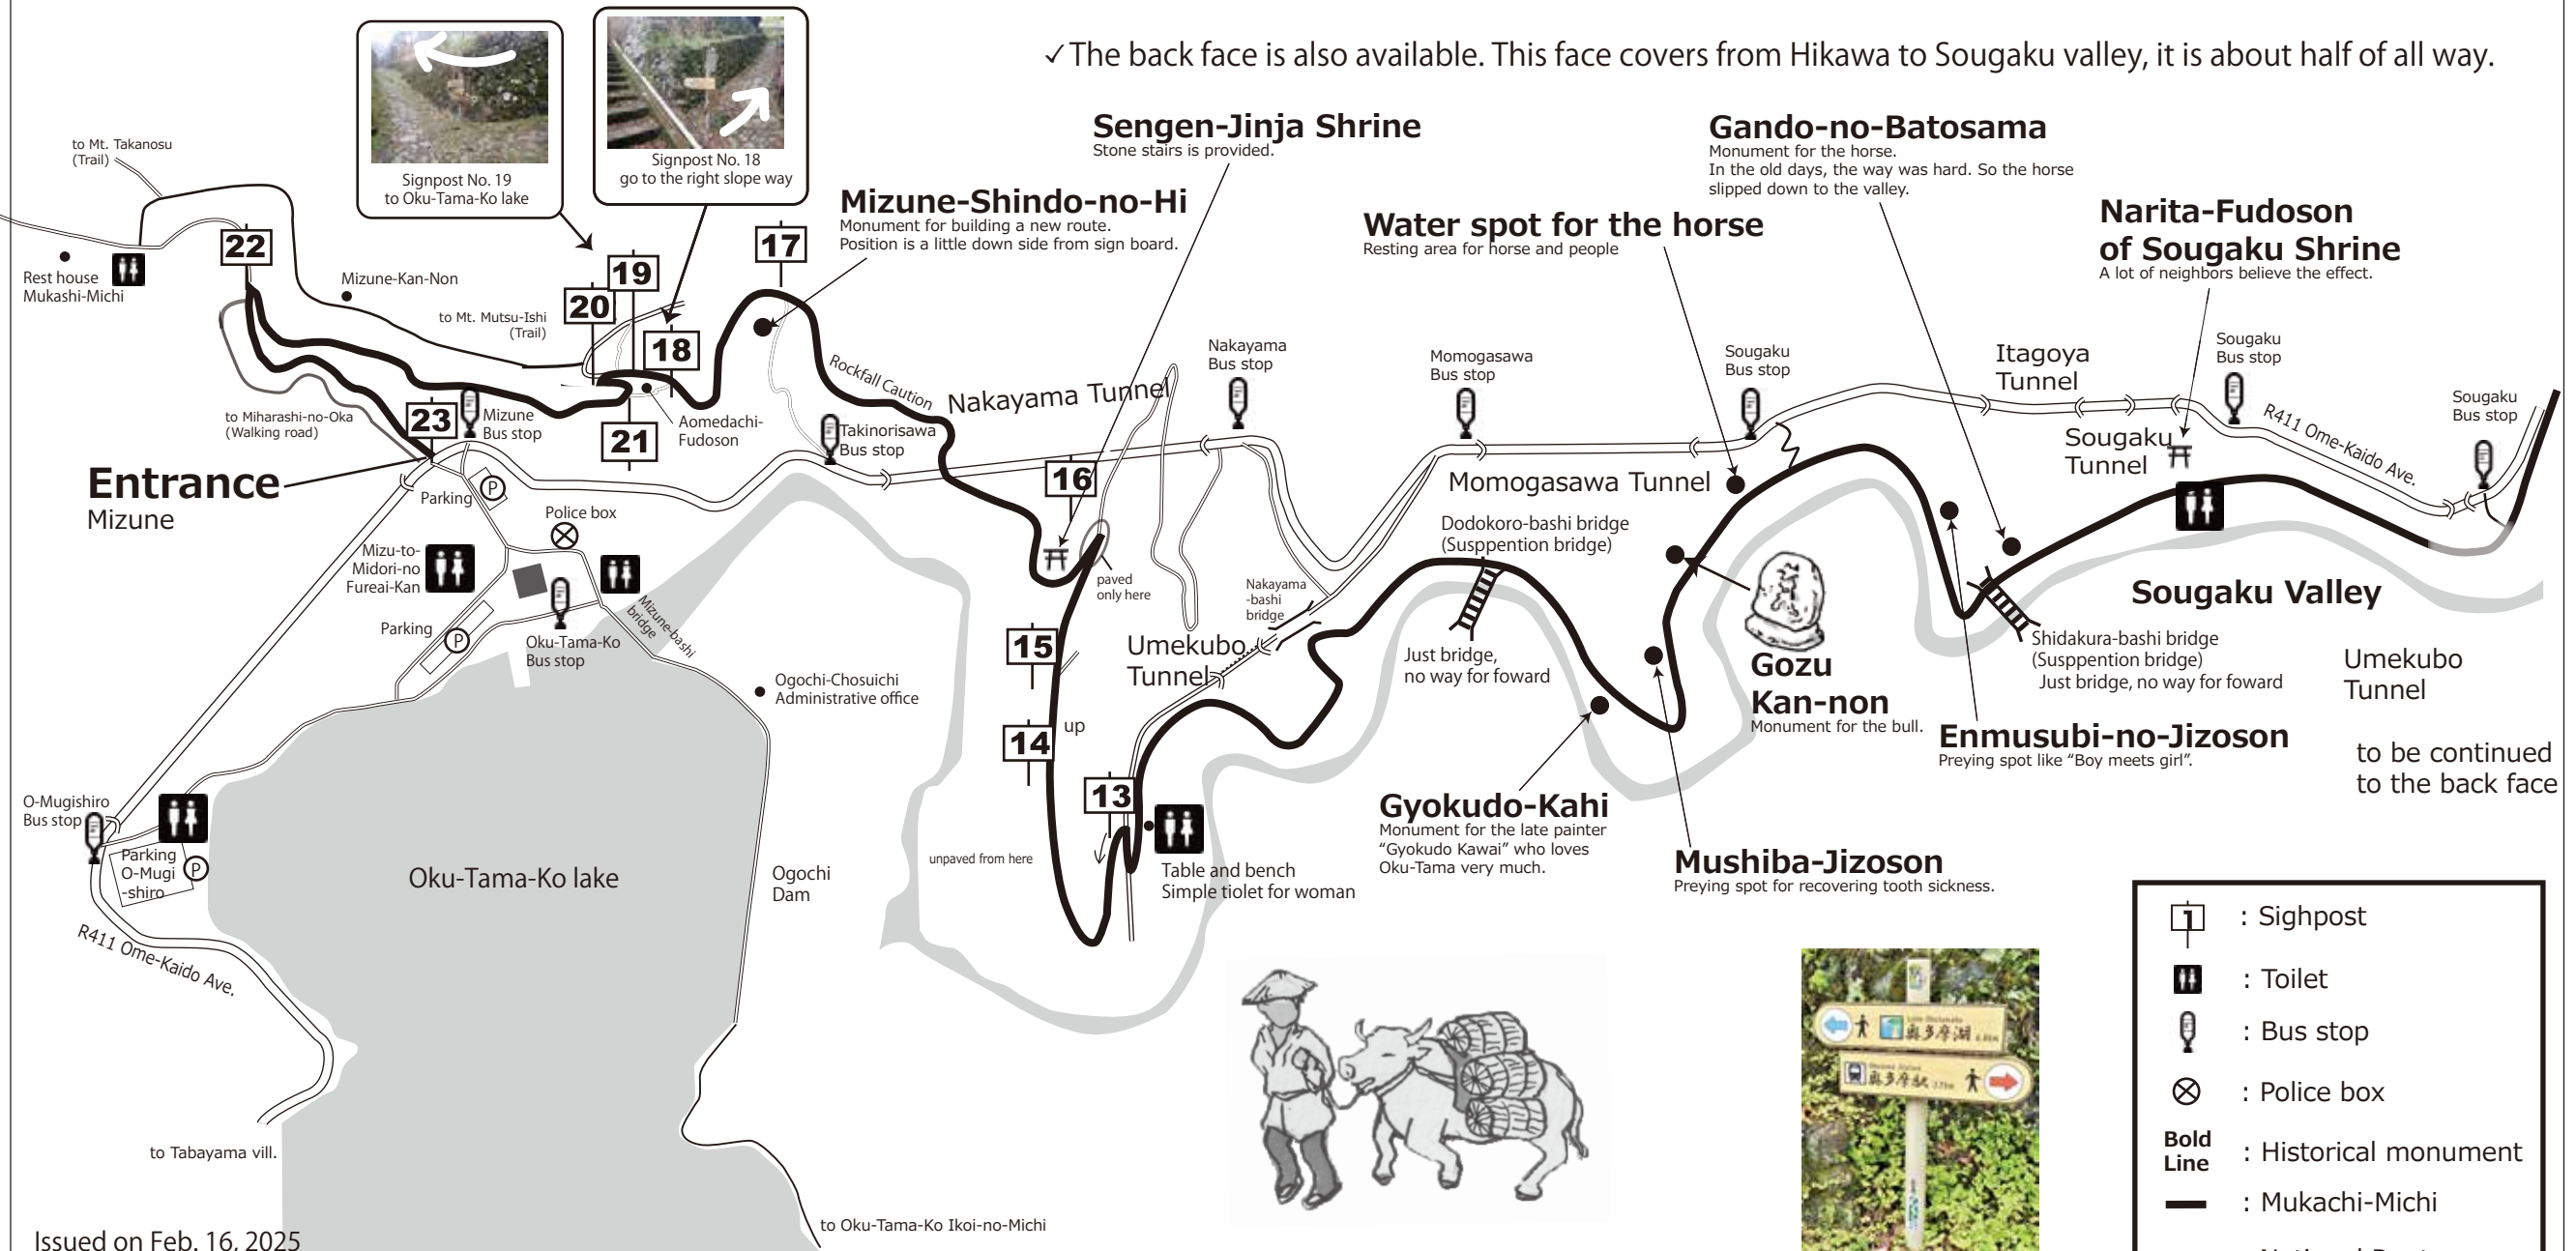 ✓The back face is also available. This face covers from Hikawa to Sougaku valley, it is about half of all way.
Signpost No. 19
to Oku-Tama-Ko lake
Signpost No. 18
go to the right slope way
to Mt. Takanosu
(Trail)
Sengen-Jinja Shrine
Stone stairs is provided.
Gando-no-Batosama
Monument for the horse.
In the old days, the way was hard. So the horse
slipped down to the valley.
Mizune-Shindo-no-Hi
Monument for building a new route.
Position is a little down side from sign board.
Water spot for the horse
Resting area for horse and people
Narita-Fudoson
of Sougaku Shrine
A lot of neighbors believe the effect.
22
17
19
20
18
Rest house
Mukashi-Michi
Mizune-Kan-Non
to Mt. Mutsu-Ishi
(Trail)
Rockfall Caution
Nakayama Tunnel
Nakayama
Bus stop
Momogasawa
Bus stop
Sougaku
Bus stop
Itagoya
Tunnel
Sougaku
Bus stop
Sougaku
Bus stop
R411 Ome-Kaido Ave.
to Miharashi-no-Oka
(Walking road)
23
Mizune
Bus stop
21
Aomedachi-
Fudoson
Takinorisawa
Bus stop
16
Sougaku
Tunnel
Momogasawa Tunnel
Entrance
Mizune
Parking
P
Police box
Mizu-to-
Midori-no
Fureai-Kan
Mizune-bashi
bridge
Parking
P
Oku-Tama-Ko
Bus stop
Dodokoro-bashi bridge
(Susppention bridge)
paved
only here
Nakayama
-bashi
bridge
15
Umekubo
Tunnel
Just bridge,
no way for foward
Sougaku Valley
Shidakura-bashi bridge
(Susppention bridge)
Just bridge, no way for foward
Umekubo
Tunnel
Gozu
Kan-non
Monument for the bull.
Ogochi-Chosuichi
Administrative office
14
up
Enmusubi-no-Jizoson
Preying spot like “Boy meets girl”.
to be continued
to the back face
13
O-Mugishiro
Bus stop
Parking
O-Mugi
-shiro
P
Gyokudo-Kahi
Monument for the late painter
“Gyokudo Kawai” who loves
Oku-Tama very much.
Mushiba-Jizoson
Preying spot for recovering tooth sickness.
unpaved from here
Table and bench
Simple tiolet for woman
Oku-Tama-Ko lake
Ogochi
Dam
R411 Ome-Kaido Ave.
to Tabayama vill.
to Oku-Tama-Ko Ikoi-no-Michi
Issued on Feb. 16, 2025
奥多摩湖
奥多摩駅
1 : Sighpost
: Toilet
: Bus stop
: Police box
Bold
Line : Historical monument
: Mukachi-Michi